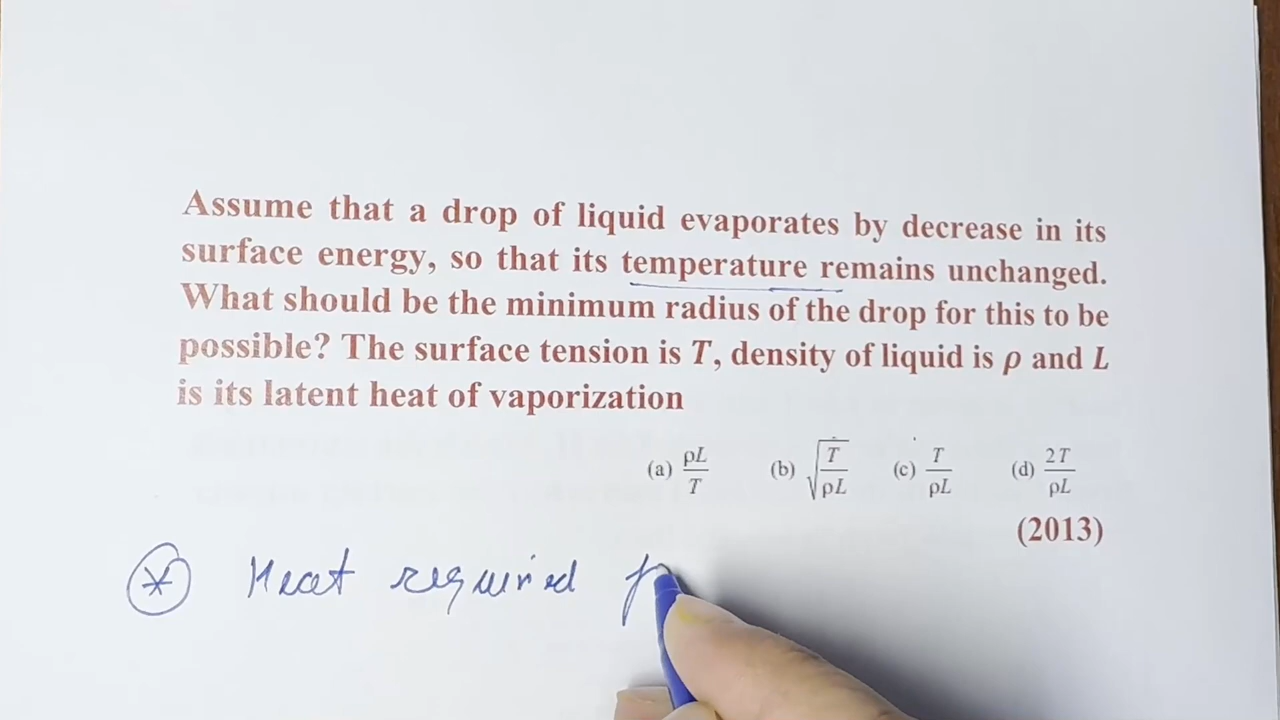 Assume that a drop of liquid evaporates by decrease in its
surface energy, so that its temperature remains unchanged.
What should be the minimum radius of the drop for this to be
possible? The surface tension is T, density of liquid is ρ and L
is its latent heat of vaporization
(a) ρL/T (b) √(T/ρL) (c) T/ρL (d) 2T/ρL
(2013)
Heat required